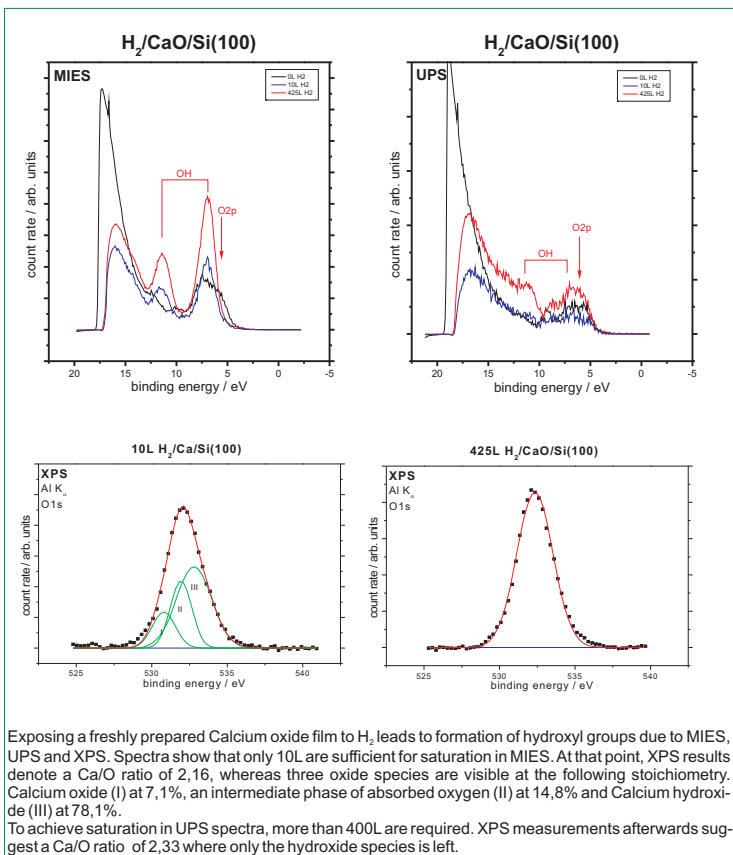 H2/CaO/Si(100)
MIES
0L H2
10L H2
425L H2
OH
O2p
count rate / arb. units
20 15 10 5 0 -5
binding energy / eV
H2/CaO/Si(100)
UPS
0L H2
10L H2
425L H2
O2p
OH
count rate / arb. units
20 15 10 5 0 -5
binding energy / eV
10L H2/Ca/Si(100)
XPS
Al Kα
O1s
III
II
I
count rate / arb. units
525 530 535 540
binding energy / eV
425L H2/CaO/Si(100)
XPS
Al Kα
O1s
count rate / arb. units
525 530 535 540
binding energy / eV
Exposing a freshly prepared Calcium oxide film to H2 leads to formation of hydroxyl groups due to MIES,
UPS and XPS. Spectra show that only 10L are sufficient for saturation in MIES. At that point, XPS results
denote a Ca/O ratio of 2,16, whereas three oxide species are visible at the following stoichometry.
Calcium oxide (I) at 7,1%, an intermediate phase of absorbed oxygen (II) at 14,8% and Calcium hydroxi-
de (III) at 78,1%.
To achieve saturation in UPS spectra, more than 400L are required. XPS measurements afterwards sug-
gest a Ca/O ratio of 2,33 where only the hydroxide species is left.